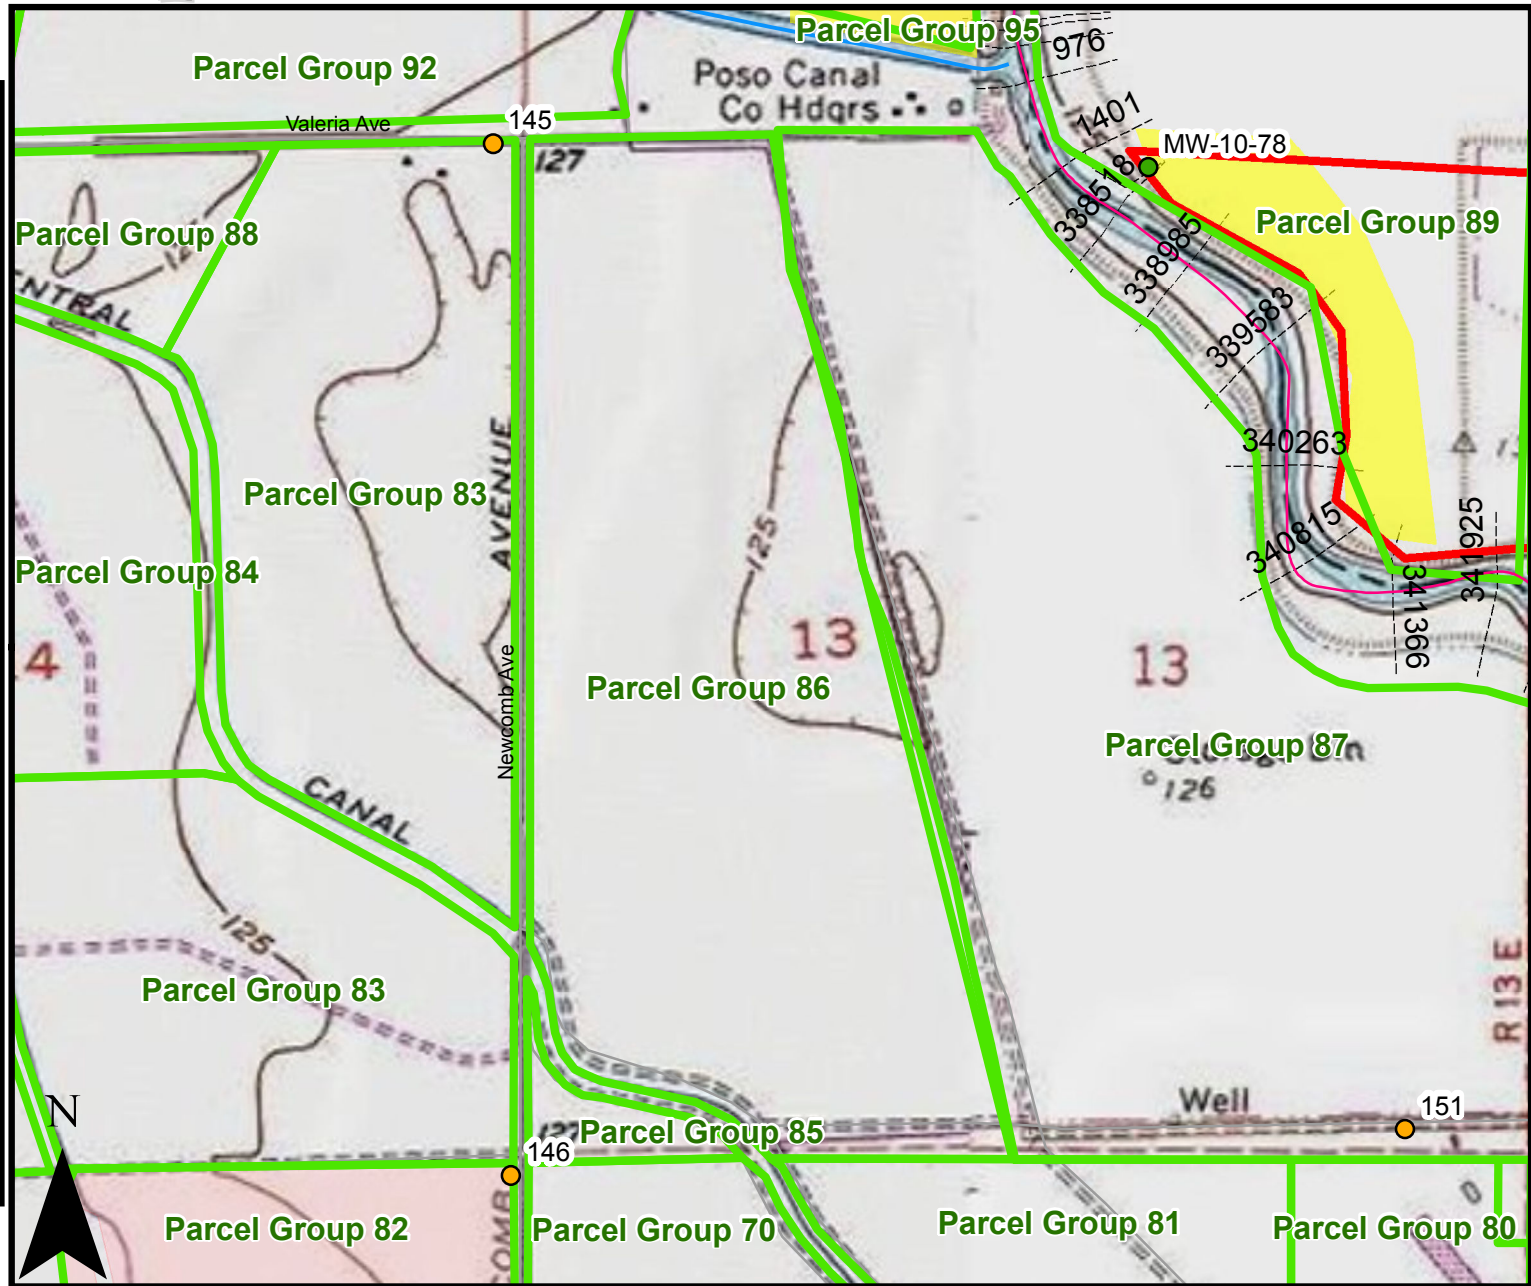 Parcel Group 95
976
Parcel Group 92
Poso Canal
Co Hdqrs
1401
Valeria Ave
145
127
MW-10-78
338518
338985
Parcel Group 89
Parcel Group 88
339583
NTRAL
340263
AVENUE
Parcel Group 83
340815
341925
125
Parcel Group 84
341366
13
13
4
Parcel Group 86
Newcomb Ave
Parcel Group 87
126
CANAL
125
Parcel Group 83
R 13 E
N
Well
151
127
Parcel Group 85
146
Parcel Group 82
OMB
Parcel Group 70
Parcel Group 81
Parcel Group 80